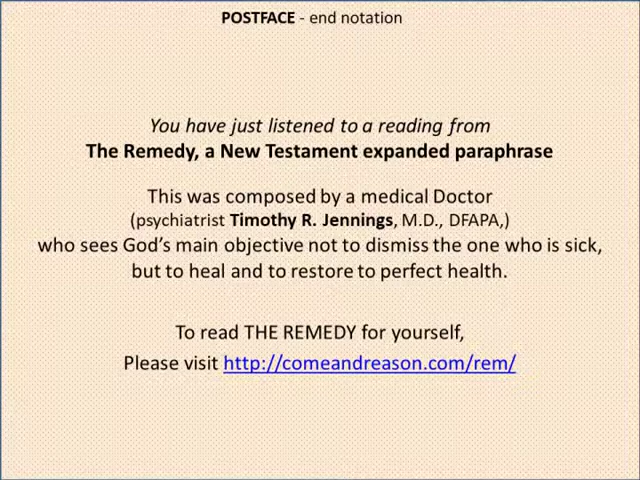 POSTFACE - end notation
You have just listened to a reading from
The Remedy, a New Testament expanded paraphrase
This was composed by a medical Doctor
(psychiatrist Timothy R. Jennings, M.D., DFAPA,)
who sees God’s main objective not to dismiss the one who is sick,
but to heal and to restore to perfect health.
To read THE REMEDY for yourself,
Please visit http://comeandreason.com/rem/